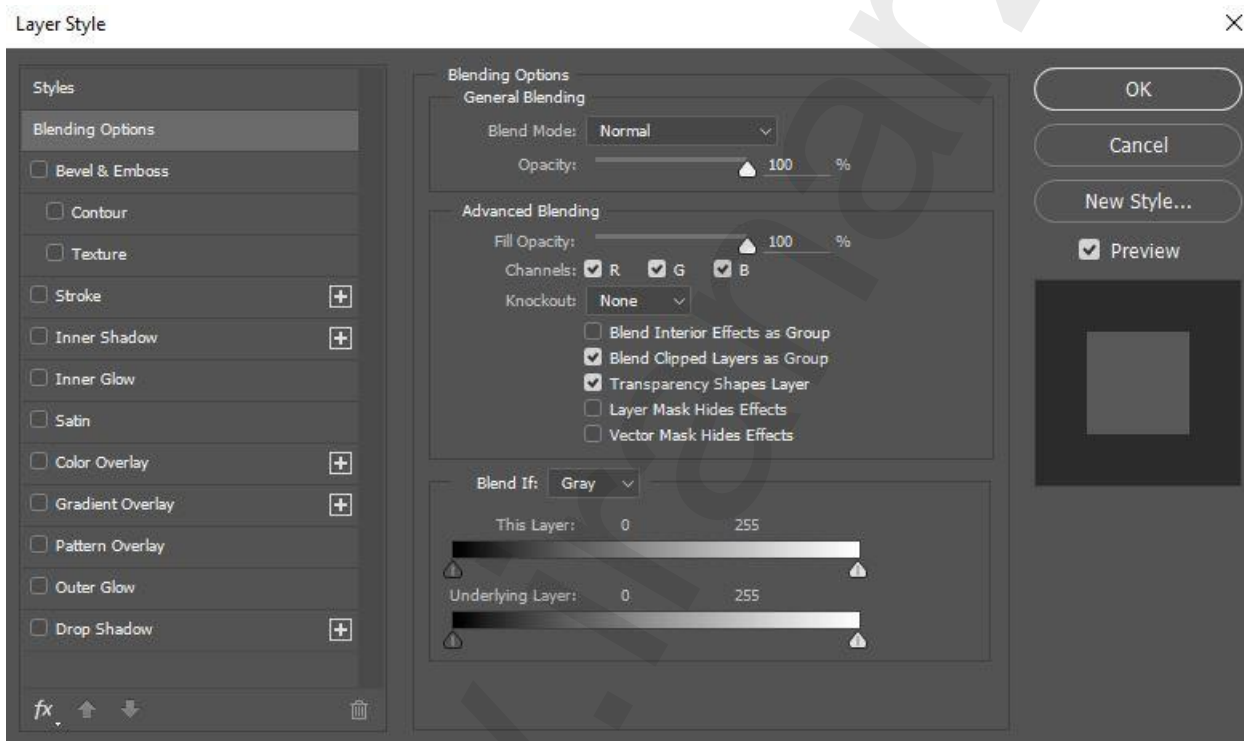 Layer Style
Styles
Blending Options
Bevel & Emboss
Contour
Texture
Stroke
Inner Shadow
Inner Glow
Satin
Color Overlay
Gradient Overlay
Pattern Overlay
Outer Glow
Drop Shadow
fx
Blending Options
General Blending
Blend Mode: Normal
Opacity: 100 %
Advanced Blending
Fill Opacity: 100 %
Channels: R G B
Knockout: None
Blend Interior Effects as Group
Blend Clipped Layers as Group
Transparency Shapes Layer
Layer Mask Hides Effects
Vector Mask Hides Effects
Blend If: Gray
This Layer: 0 255
Underlying Layer: 0 255
OK
Cancel
New Style...
Preview